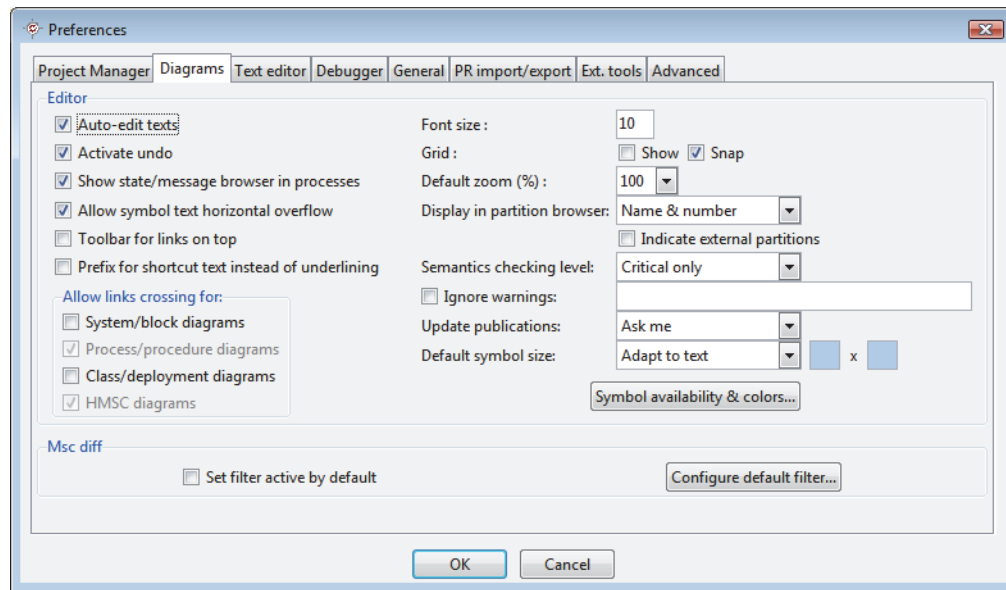 Preferences
Project Manager Diagrams Text editor Debugger General PR import/export Ext. tools Advanced
Editor
Auto-edit texts
Activate undo
Show state/message browser in processes
Allow symbol text horizontal overflow
Toolbar for links on top
Prefix for shortcut text instead of underlining
Allow links crossing for:
System/block diagrams
Process/procedure diagrams
Class/deployment diagrams
HMSC diagrams
Font size : 10
Grid : Show Snap
Default zoom (%) : 100
Display in partition browser: Name & number
Indicate external partitions
Semantics checking level: Critical only
Ignore warnings:
Update publications: Ask me
Default symbol size: Adapt to text x
Symbol availability & colors...
Msc diff
Set filter active by default Configure default filter...
OK Cancel